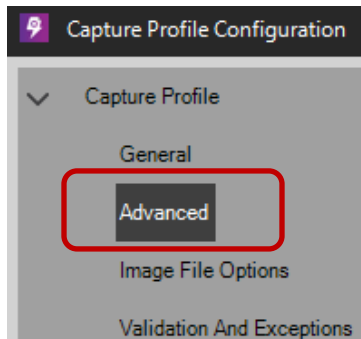 Capture Profile Configuration
Capture Profile
General
Advanced
Image File Options
Validation And Exceptions